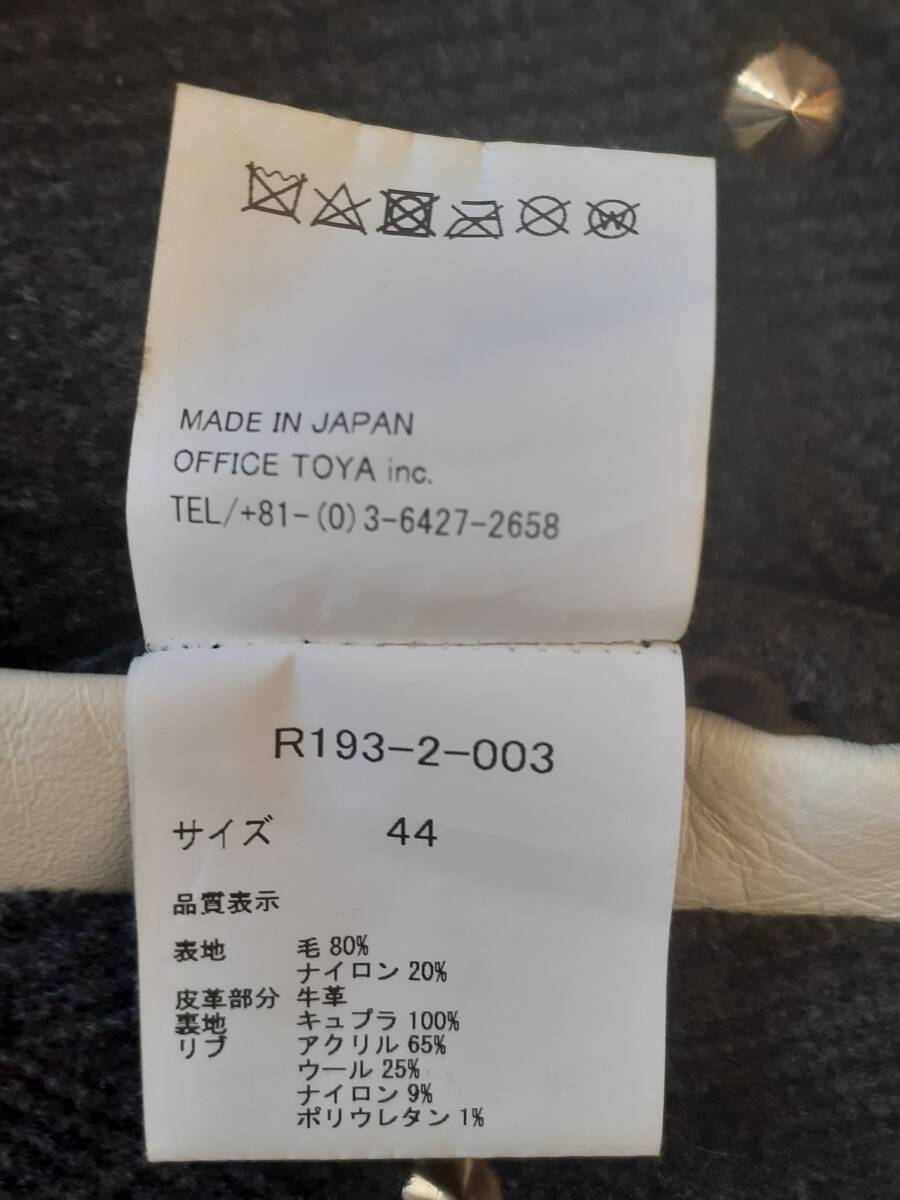 MADE IN JAPAN
OFFICE TOYA inc.
TEL/+81-(0)3-6427-2658
R193-2-003
サイズ 44
品質表示
表地 毛 80%
ナイロン 20%
皮革部分 牛革
裏地 キュプラ 100%
リブ アクリル 65%
ウール 25%
ナイロン 9%
ポリウレタン 1%